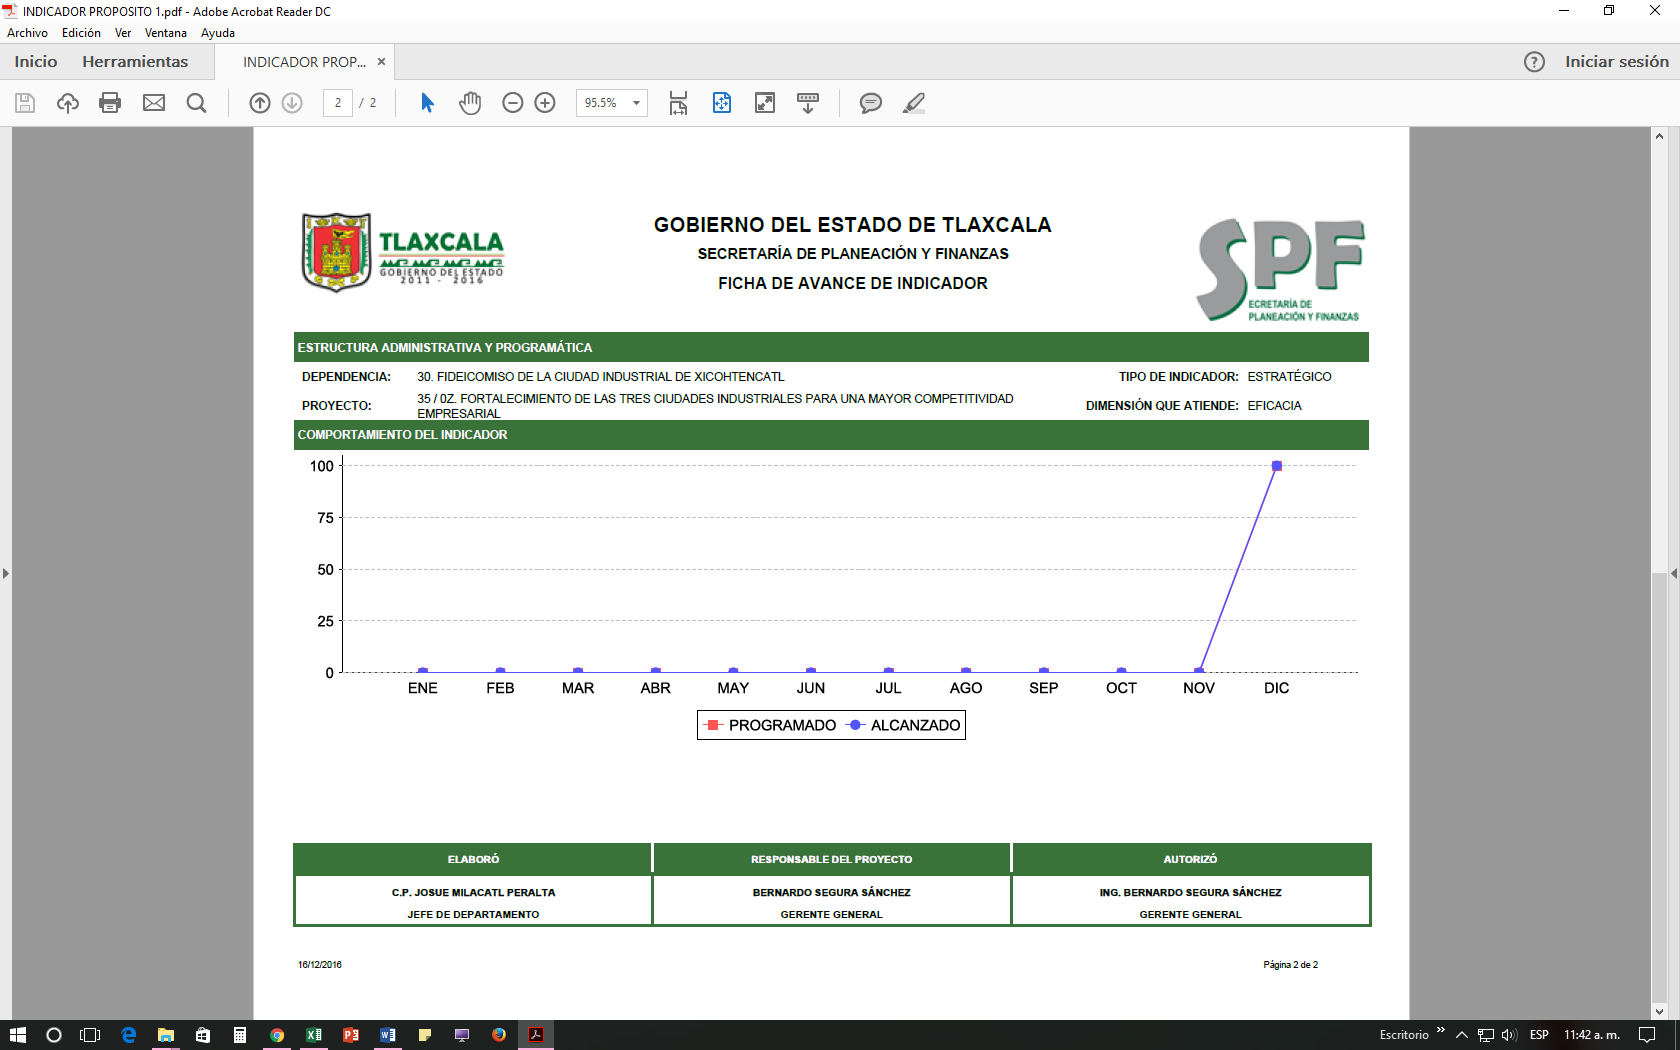 INDICADOR PROPOSITO 1.pdf - Adobe Acrobat Reader DC
Archivo Edición Ver Ventana Ayuda
Inicio Herramientas INDICADOR PROP... × ? Iniciar sesión
2 / 2 95.5%
TLAXCALA
GOBIERNO DEL ESTADO
2011 - 2016
GOBIERNO DEL ESTADO DE TLAXCALA
SECRETARÍA DE PLANEACIÓN Y FINANZAS
FICHA DE AVANCE DE INDICADOR
SPF
ECRETARÍA DE
PLANEACIÓN Y FINANZAS
ESTRUCTURA ADMINISTRATIVA Y PROGRAMÁTICA
DEPENDENCIA: 30. FIDEICOMISO DE LA CIUDAD INDUSTRIAL DE XICOHTENCATL TIPO DE INDICADOR: ESTRATÉGICO
PROYECTO: 35 / 0Z. FORTALECIMIENTO DE LAS TRES CIUDADES INDUSTRIALES PARA UNA MAYOR COMPETITIVIDAD
EMPRESARIAL
DIMENSIÓN QUE ATIENDE: EFICACIA
COMPORTAMIENTO DEL INDICADOR
100
75
50
25
0
ENE FEB MAR ABR MAY JUN JUL AGO SEP OCT NOV DIC
PROGRAMADO ALCANZADO
ELABORÓ RESPONSABLE DEL PROYECTO AUTORIZÓ
C.P. JOSUE MILACATL PERALTA BERNARDO SEGURA SÁNCHEZ ING. BERNARDO SEGURA SÁNCHEZ
JEFE DE DEPARTAMENTO GERENTE GENERAL GERENTE GENERAL
16/12/2016 Página 2 de 2
Escritorio » ESP 11:42 a. m.